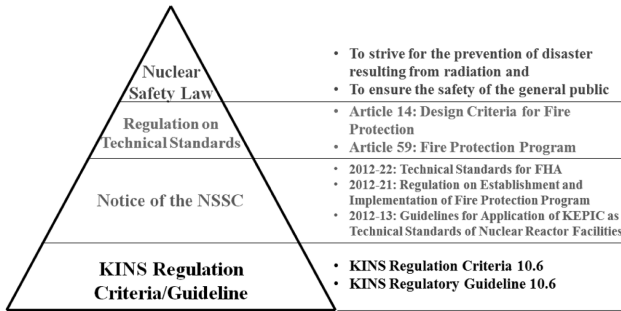 Nuclear
Safety Law
• To strive for the prevention of disaster
resulting from radiation and
• To ensure the safety of the general public
Regulation on
Technical Standards
• Article 14: Design Criteria for Fire
Protection
• Article 59: Fire Protection Program
Notice of the NSSC
• 2012-22: Technical Standards for FHA
• 2012-21: Regulation on Establishment and
Implementation of Fire Protection Program
• 2012-13: Guidelines for Application of KEPIC as
Technical Standards of Nuclear Reactor Facilities
KINS Regulation
Criteria/Guideline
• KINS Regulation Criteria 10.6
• KINS Regulatory Guideline 10.6